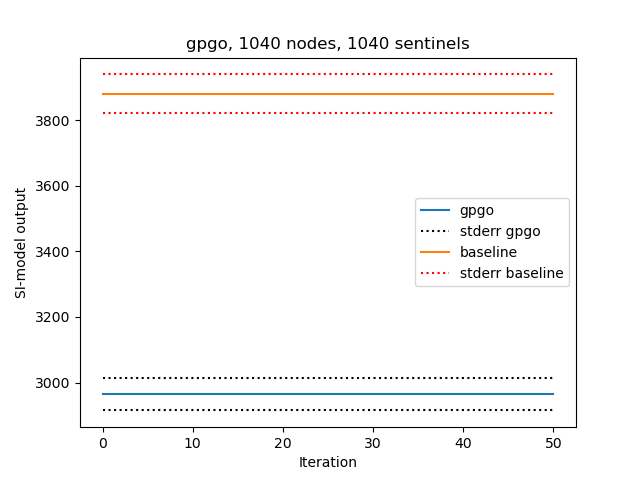 gpgo, 1040 nodes, 1040 sentinels
SI-model output
3800
3600
3400
3200
3000
gpgo
stderr gpgo
baseline
stderr baseline
0 10 20 30 40 50
Iteration